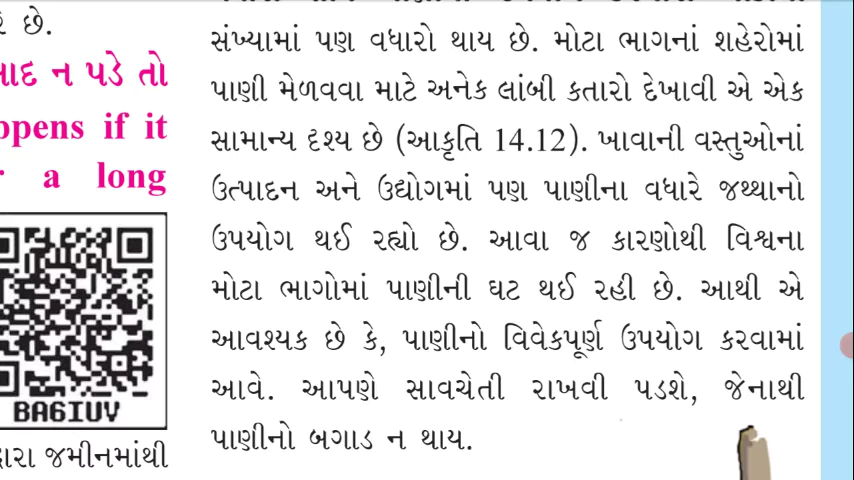 છે.
ન પડે તો
if it
a long
BA6IUV
જમીનમાંથી
સંખ્યામાં પણ વધારો થાય છે. મોટા ભાગનાં શહેરોમાં
પાણી મેળવવા માટે અનેક લાંબી કતારો દેખાવી એ એક
સામાન્ય દૃશ્ય છે (આકૃતિ 14.12). ખાવાની વસ્તુઓનાં
ઉત્પાદન અને ઉદ્યોગમાં પણ પાણીના વધારે જથ્થાનો
ઉપયોગ થઈ રહ્યો છે. આવા જ કારણોથી વિશ્વના
મોટા ભાગોમાં પાણીની ઘટ થઈ રહી છે. આથી એ
આવશ્યક છે કે, પાણીનો વિવેકપૂર્ણ ઉપયોગ કરવામાં
આવે. આપણે સાવચેતી રાખવી પડશે, જેનાથી
પાણીનો બગાડ ન થાય.